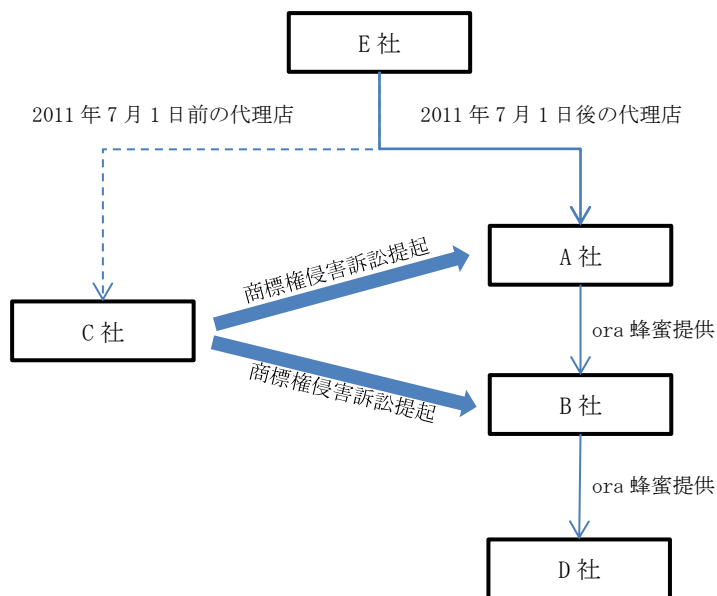 E 社
2011 年 7 月 1 日前の代理店
2011 年 7 月 1 日後の代理店
商標権侵害訴訟提起
A 社
C 社
ora 蜂蜜提供
商標権侵害訴訟提起
B 社
ora 蜂蜜提供
D 社